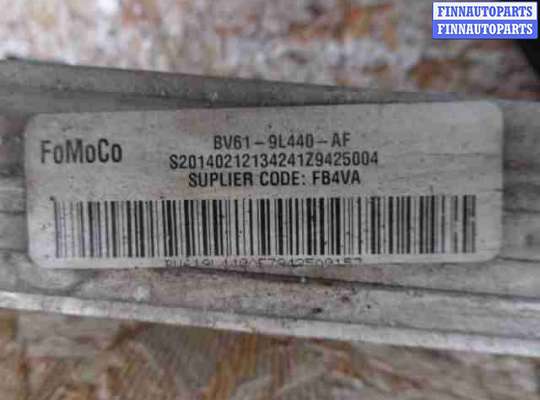 FINNAUTOPARTS
FINNAUTOPARTS
FoMoCo
BV61-9L440-AF
S20140212134241Z9425004
SUPLIER CODE: FB4VA